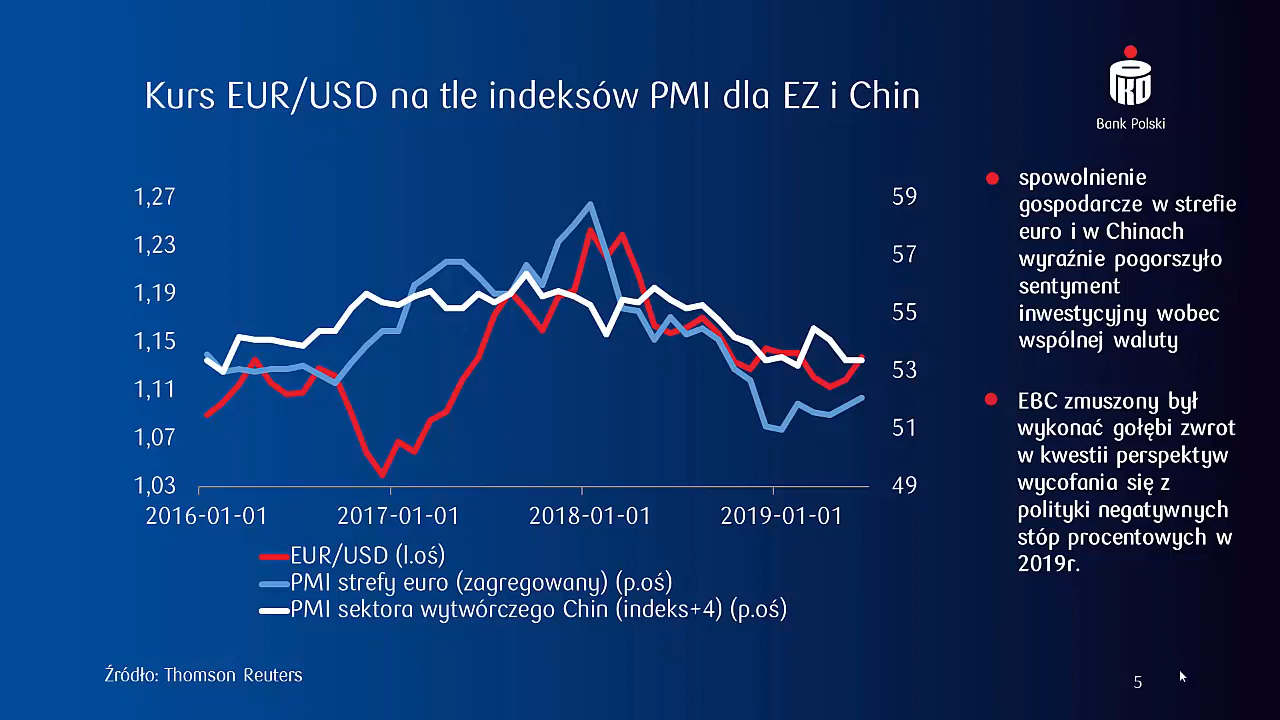 Kurs EUR/USD na tle indeksów PMI dla EZ i Chin
PKO
Bank Polski
1,27
1,23
1,19
1,15
1,11
1,07
1,03
59
57
55
53
51
49
2016-01-01
2017-01-01
2018-01-01
2019-01-01
EUR/USD (l.oś)
PMI strefy euro (zagregowany) (p.oś)
PMI sektora wytwórczego Chin (indeks+4) (p.oś)
spowolnienie
gospodarcze w strefie
euro i w Chinach
wyraźnie pogorszyło
sentyment
inwestycyjny wobec
wspólnej waluty
EBC zmuszony był
wykonać gołębi zwrot
w kwestii perspektyw
wycofania się z
polityki negatywnych
stóp procentowych w
2019r.
Źródło: Thomson Reuters
5